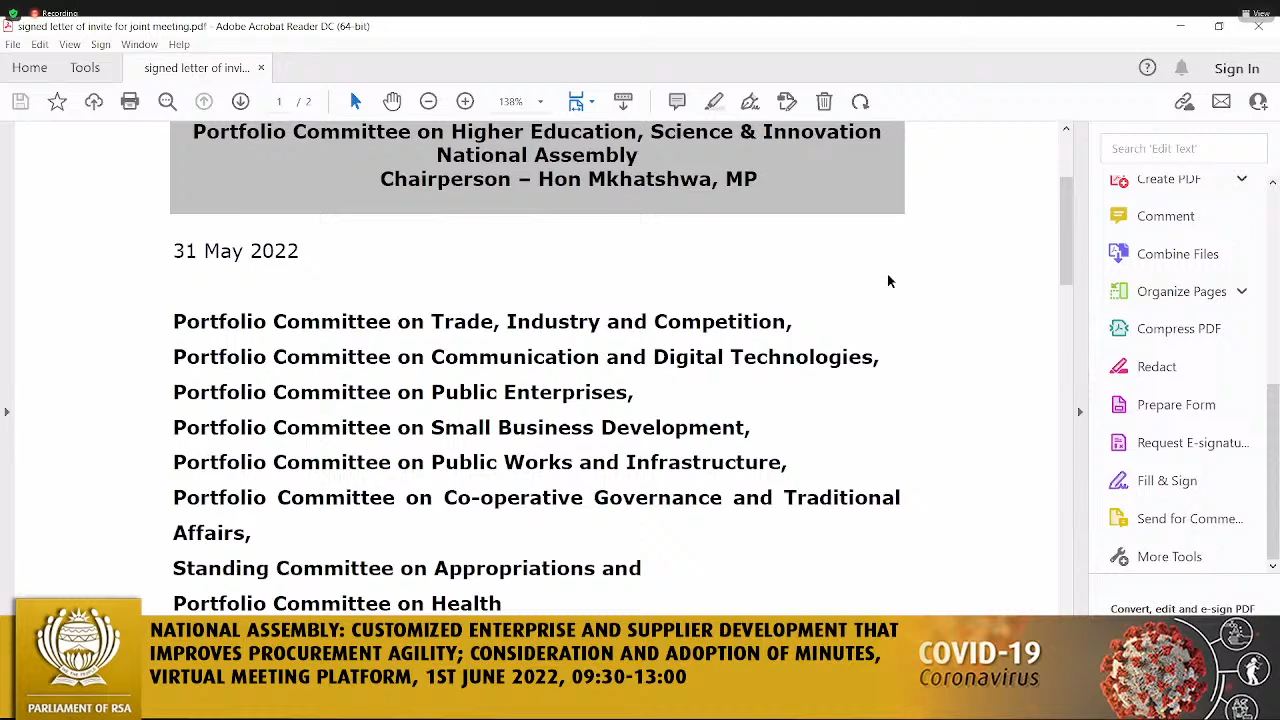 Recording
View
signed letter of invite for joint meeting.pdf - Adobe Acrobat Reader DC (64-bit)
File Edit View Sign Window Help
Home Tools signed letter of invi... × Sign In
1 / 2 138%
Portfolio Committee on Higher Education, Science & Innovation
National Assembly
Chairperson – Hon Mkhatshwa, MP
31 May 2022
Portfolio Committee on Trade, Industry and Competition,
Portfolio Committee on Communication and Digital Technologies,
Portfolio Committee on Public Enterprises,
Portfolio Committee on Small Business Development,
Portfolio Committee on Public Works and Infrastructure,
Portfolio Committee on Co-operative Governance and Traditional
Affairs,
Standing Committee on Appropriations and
Portfolio Committee on Health
Search 'Edit Text'
Create PDF
Comment
Combine Files
Organize Pages
Compress PDF
Redact
Prepare Form
Request E-signatu...
Fill & Sign
Send for Comme...
More Tools
Convert, edit and e-sign PDF
NATIONAL ASSEMBLY: CUSTOMIZED ENTERPRISE AND SUPPLIER DEVELOPMENT THAT
IMPROVES PROCUREMENT AGILITY; CONSIDERATION AND ADOPTION OF MINUTES,
VIRTUAL MEETING PLATFORM, 1ST JUNE 2022, 09:30-13:00
PARLIAMENT OF RSA
COVID-19
Coronavirus